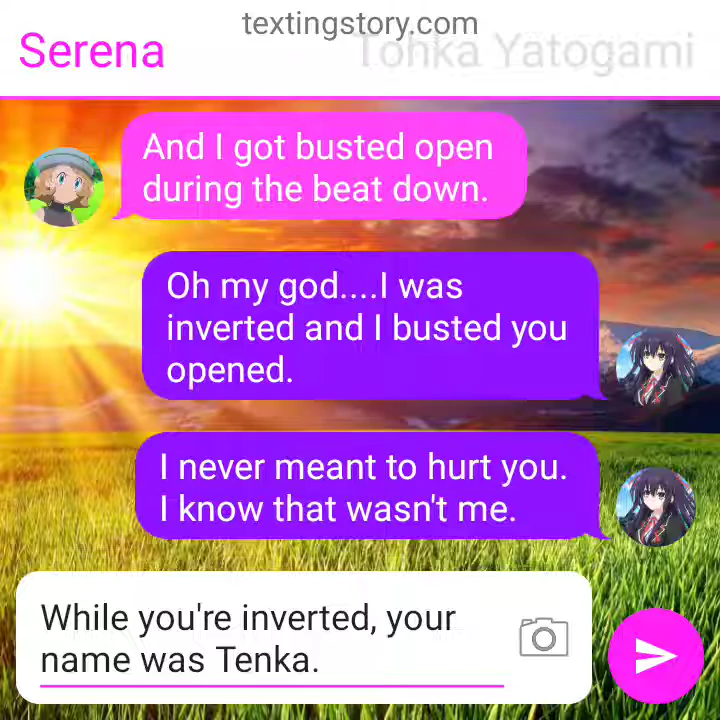 textingstory.com
Serena
Tohka Yatogami
And I got busted open
during the beat down.
Oh my god....I was
inverted and I busted you
opened.
I never meant to hurt you.
I know that wasn't me.
While you're inverted, your
name was Tenka.